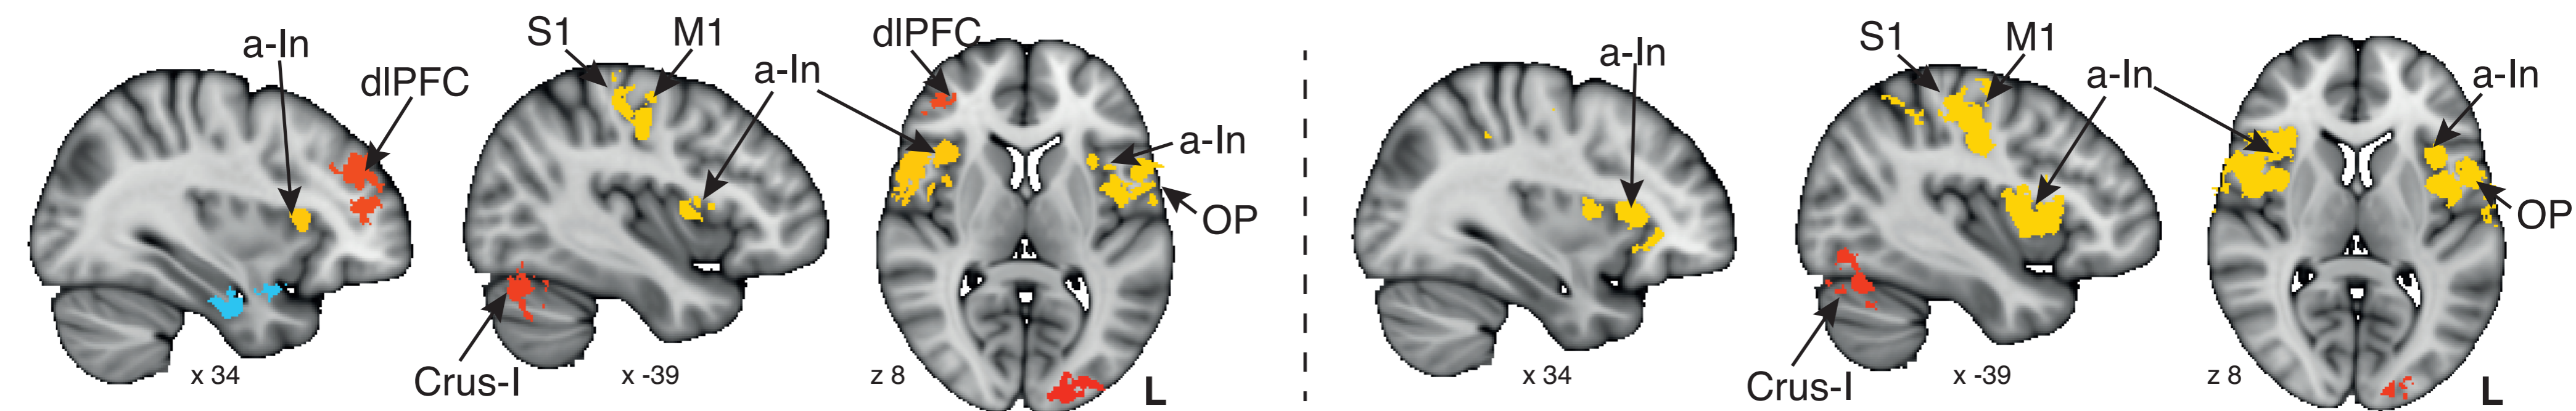 a-In
dlPFC
x 34
S1
M1
a-In
Crus-I
x -39
dlPFC
a-In
OP
z 8
L
a-In
x 34
S1
M1
a-In
Crus-I
x -39
a-In
OP
z 8
L